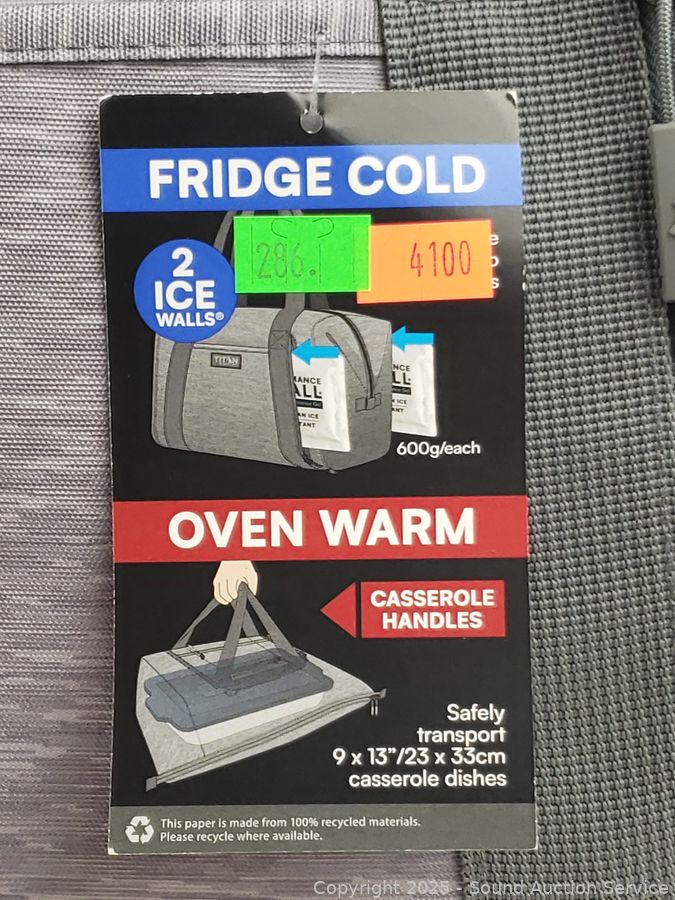 FRIDGE COLD
286.1
4100
2
ICE
WALLS®
TITAN
600g/each
OVEN WARM
CASSEROLE
HANDLES
Safely
transport
9 x 13”/23 x 33cm
casserole dishes
This paper is made from 100% recycled materials.
Please recycle where available.
Copyright 2025 - Sound Auction Service